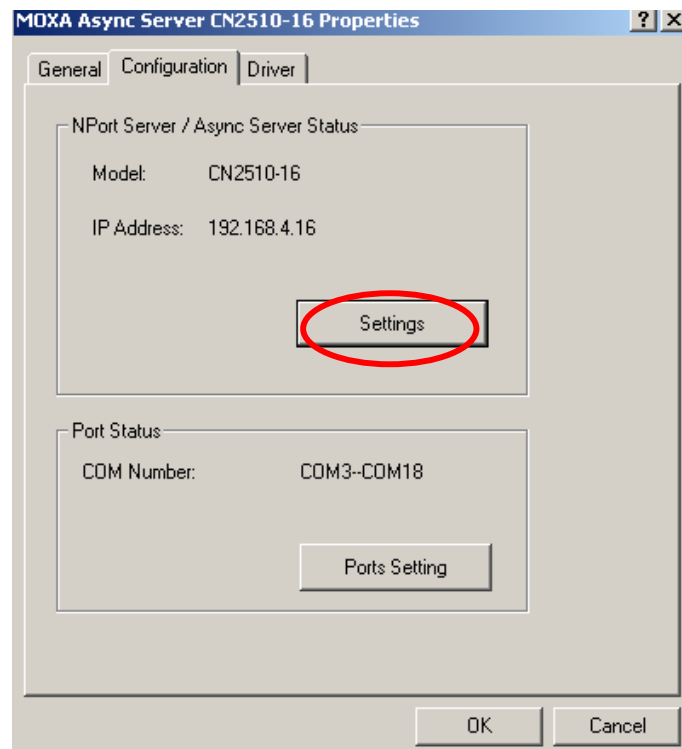 MOXA Async Server CN2510-16 Properties
General Configuration Driver
NPort Server / Async Server Status
Model: CN2510-16
IP Address: 192.168.4.16
Settings
Port Status
COM Number: COM3--COM18
Ports Setting
OK Cancel